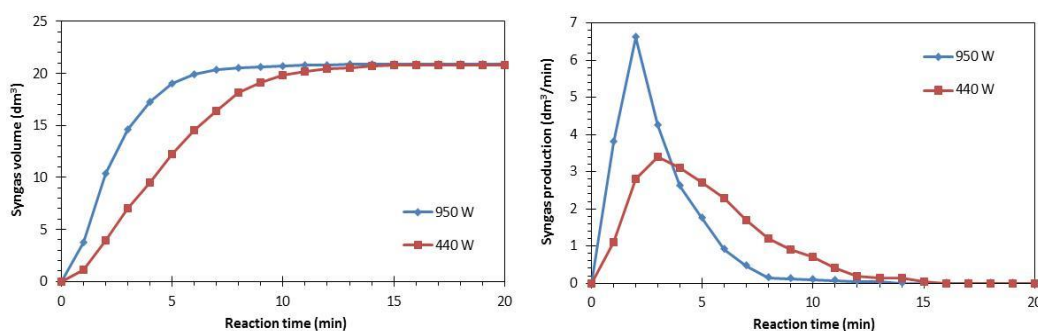 25
20
15
10
5
0
Syngas volume (dm³)
950 W
440 W
0 5 10 15 20
Reaction time (min)
7
6
5
4
3
2
1
0
Syngas production (dm³/min)
950 W
440 W
0 5 10 15 20
Reaction time (min)